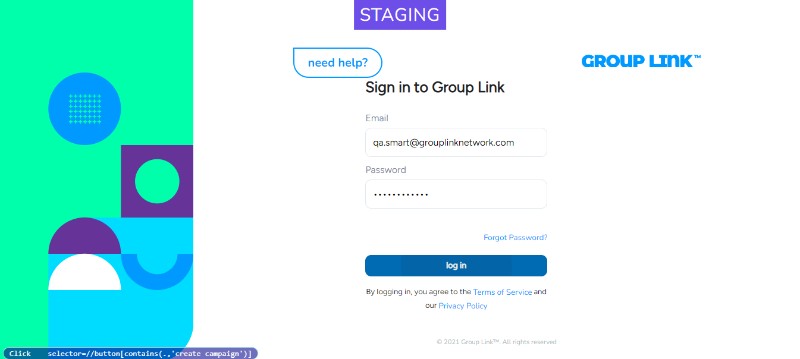 STAGING
need help?
GROUP LINK™
Sign in to Group Link
Email
qa.smart@grouplinknetwork.com
Password
Forgot Password?
log in
By logging in, you agree to the Terms of Service and
our Privacy Policy
© 2021 Group Link™. All rights reserved
Click selector=//button[contains(.,'create campaign')]